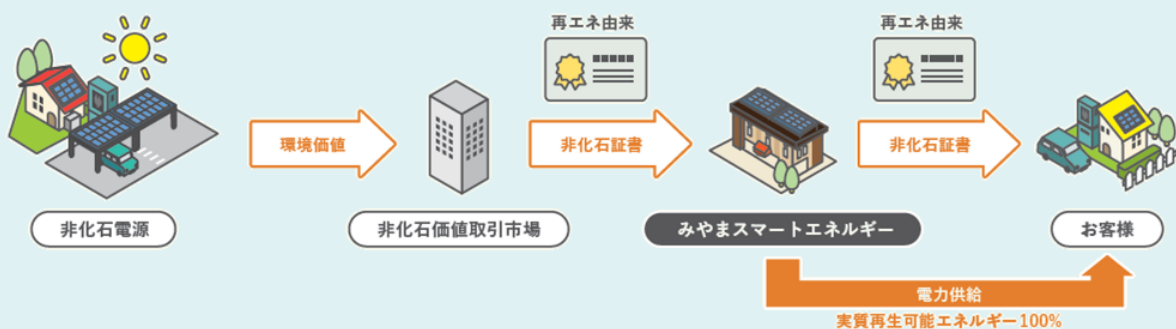 再エネ由来
再エネ由来
環境価値
非化石証書
非化石証書
非化石電源
非化石価値取引市場
みやまスマートエネルギー
お客様
電力供給
実質再生可能エネルギー100%